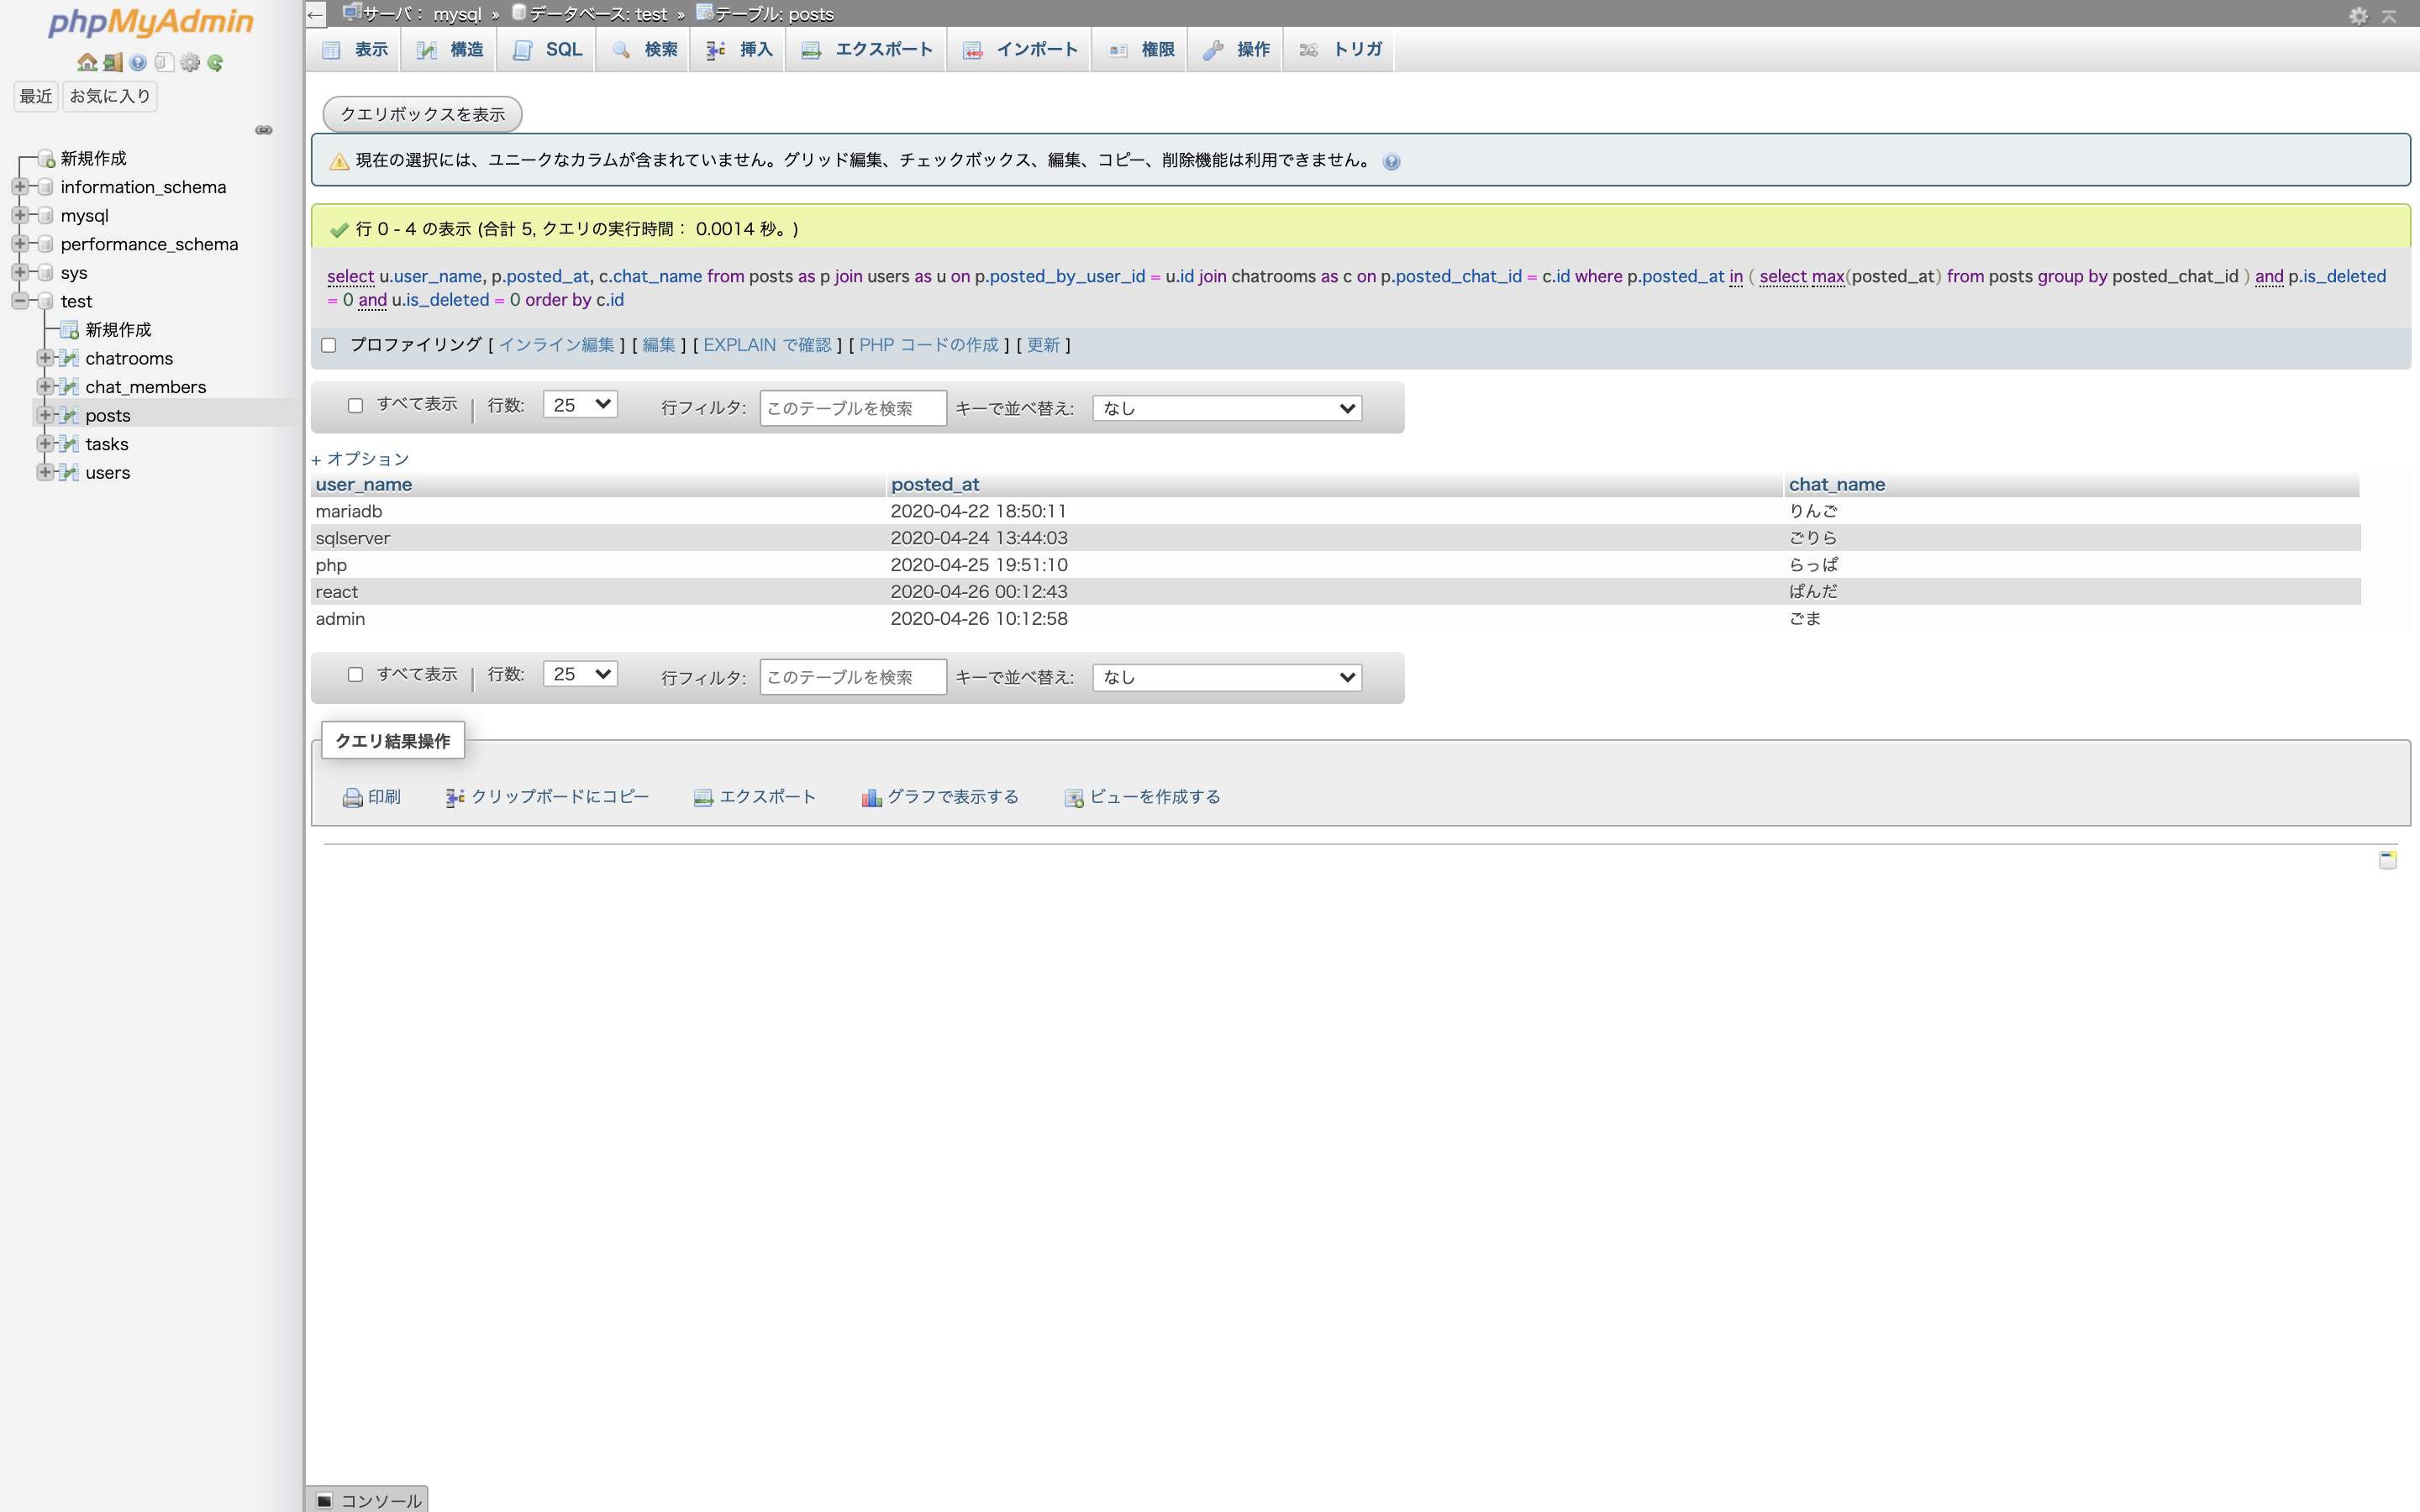 phpMyAdmin
最近 お気に入り
新規作成
information_schema
mysql
performance_schema
sys
test
新規作成
chatrooms
chat_members
posts
tasks
users
← サーバ： mysql » データベース: test » テーブル: posts
表示 構造 SQL 検索 挿入 エクスポート インポート 権限 操作 トリガ
クエリボックスを表示
現在の選択には、ユニークなカラムが含まれていません。グリッド編集、チェックボックス、編集、コピー、削除機能は利用できません。
行 0 - 4 の表示 (合計 5, クエリの実行時間： 0.0014 秒。)
select u.user_name, p.posted_at, c.chat_name from posts as p join users as u on p.posted_by_user_id = u.id join chatrooms as c on p.posted_chat_id = c.id where p.posted_at in ( select max(posted_at) from posts group by posted_chat_id ) and p.is_deleted
= 0 and u.is_deleted = 0 order by c.id
プロファイリング [ インライン編集 ] [ 編集 ] [ EXPLAIN で確認 ] [ PHP コードの作成 ] [ 更新 ]
すべて表示 | 行数: 25 行フィルタ: このテーブルを検索 キーで並べ替え: なし
+ オプション
user_name posted_at chat_name
mariadb 2020-04-22 18:50:11 りんご
sqlserver 2020-04-24 13:44:03 ごりら
php 2020-04-25 19:51:10 らっぱ
react 2020-04-26 00:12:43 ぱんだ
admin 2020-04-26 10:12:58 ごま
すべて表示 | 行数: 25 行フィルタ: このテーブルを検索 キーで並べ替え: なし
クエリ結果操作
印刷 クリップボードにコピー エクスポート グラフで表示する ビューを作成する
コンソール